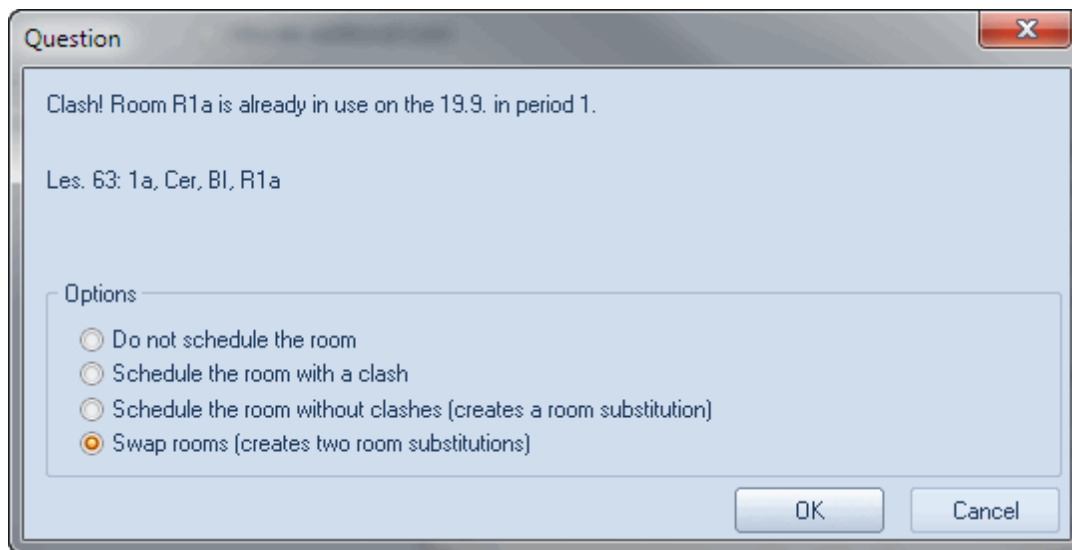 Question
Clash! Room R1a is already in use on the 19.9. in period 1.
Les. 63: 1a, Cer, BI, R1a
Options
Do not schedule the room
Schedule the room with a clash
Schedule the room without clashes (creates a room substitution)
Swap rooms (creates two room substitutions)
OK
Cancel